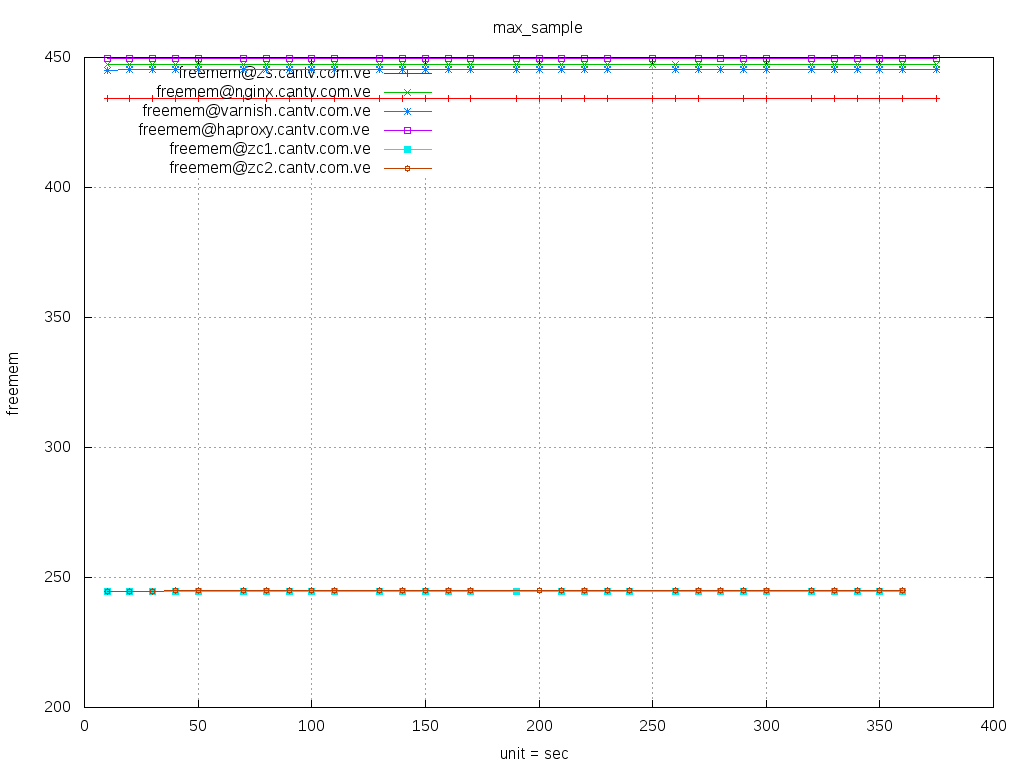 max_sample
450
freemem@zs.cantv.com.ve
freemem@nginx.cantv.com.ve
freemem@varnish.cantv.com.ve
freemem@haproxy.cantv.com.ve
freemem@zc1.cantv.com.ve
freemem@zc2.cantv.com.ve
400
350
freemem
300
250
200
0 50 100 150 200 250 300 350 400
unit = sec